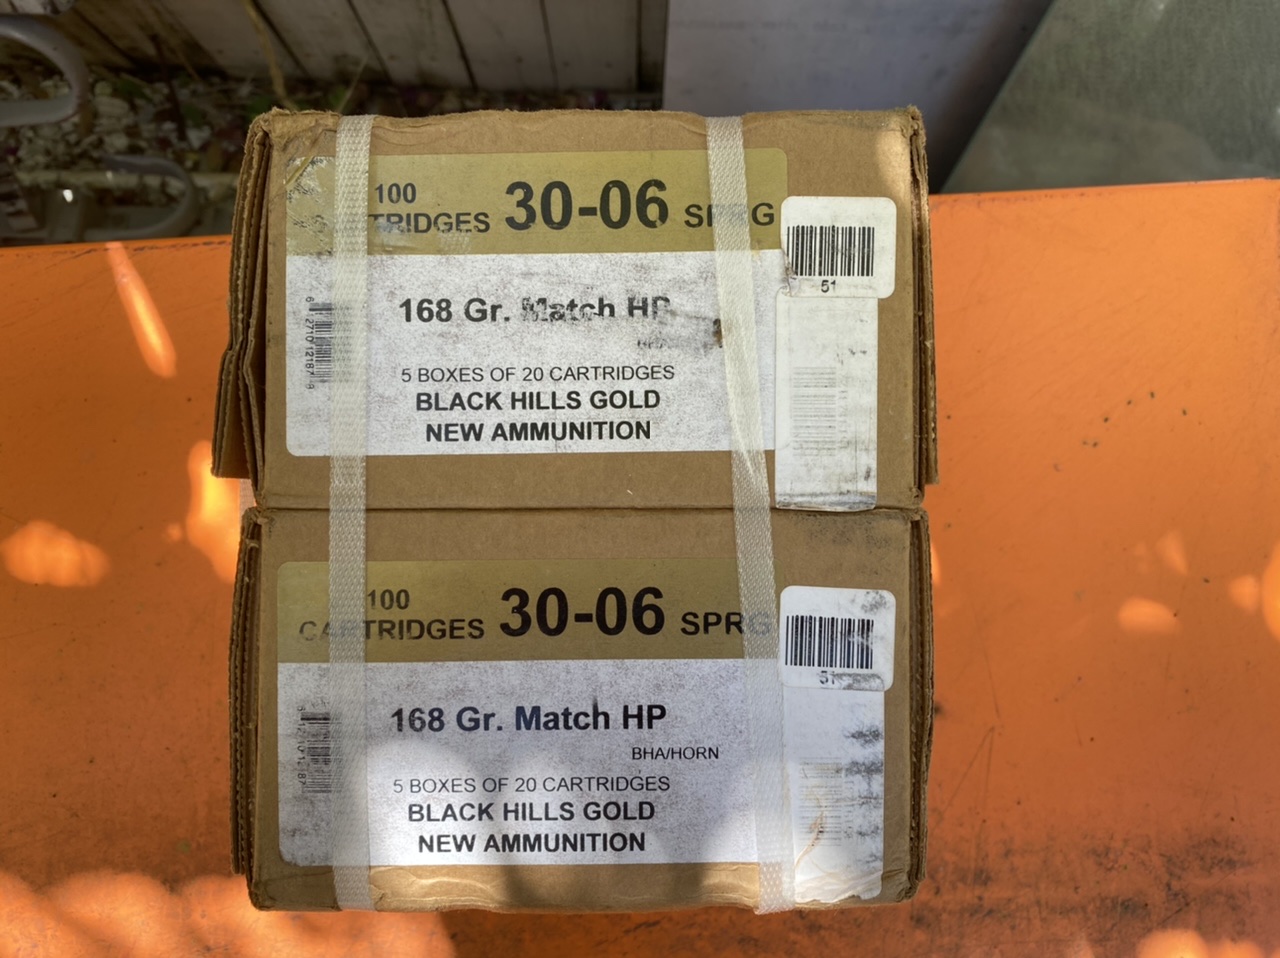 100
30-06
168 Gr. Match HP
5 BOXES OF 20 CARTRIDGES
BLACK HILLS GOLD
NEW AMMUNITION
51
100
CARTRIDGES 30-06 SPRG
168 Gr. Match HP
BHA/HORN
5 BOXES OF 20 CARTRIDGES
BLACK HILLS GOLD
NEW AMMUNITION
51